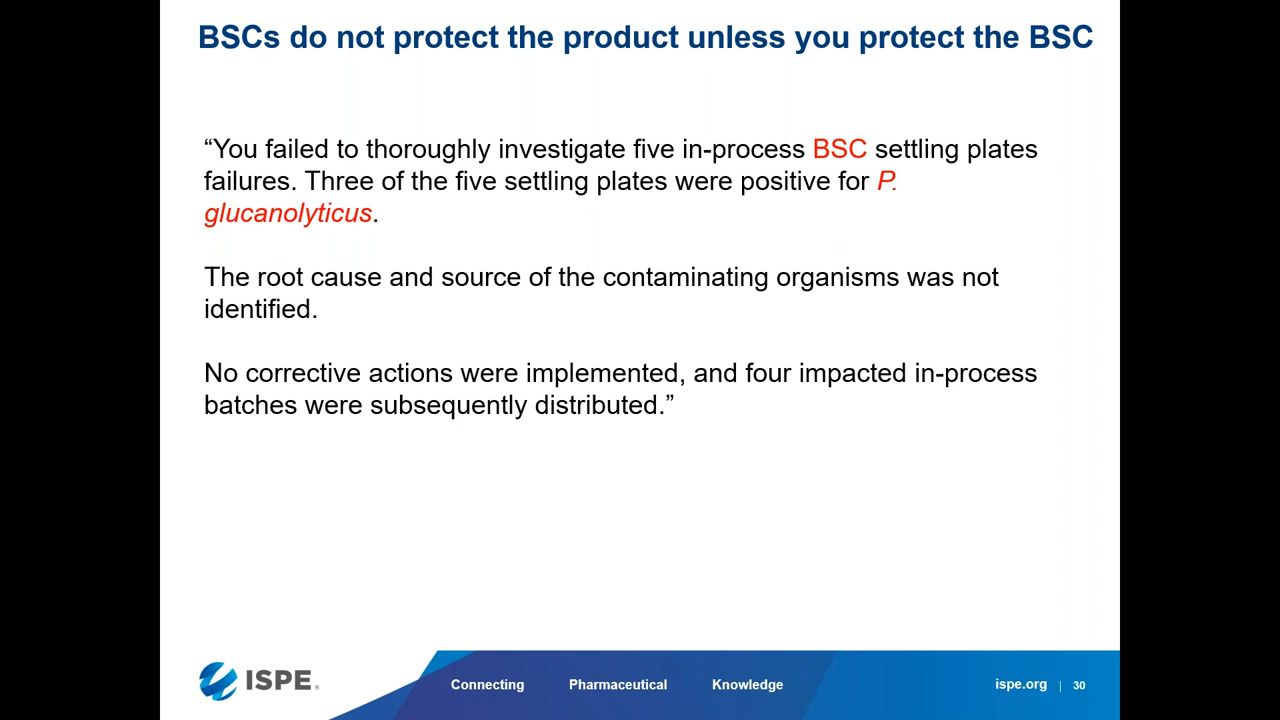 BSCs do not protect the product unless you protect the BSC
“You failed to thoroughly investigate five in-process BSC settling plates
failures. Three of the five settling plates were positive for P.
glucanolyticus.
The root cause and source of the contaminating organisms was not
identified.
No corrective actions were implemented, and four impacted in-process
batches were subsequently distributed.”
ISPE®
Connecting Pharmaceutical Knowledge
ispe.org | 30